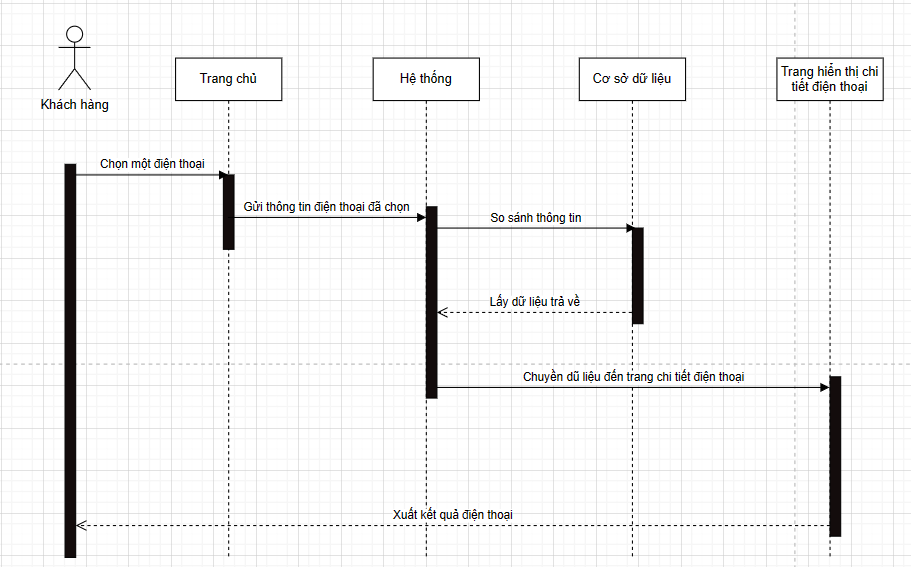 Khách hàng
Trang chủ
Hệ thống
Cơ sở dữ liệu
Trang hiển thị chi
tiết điện thoại
Chọn một điện thoại
Gửi thông tin điện thoại đã chọn
So sánh thông tin
Lấy dữ liệu trả về
Chuyền dũ liệu đến trang chi tiết điện thoại
Xuất kết quả điện thoại